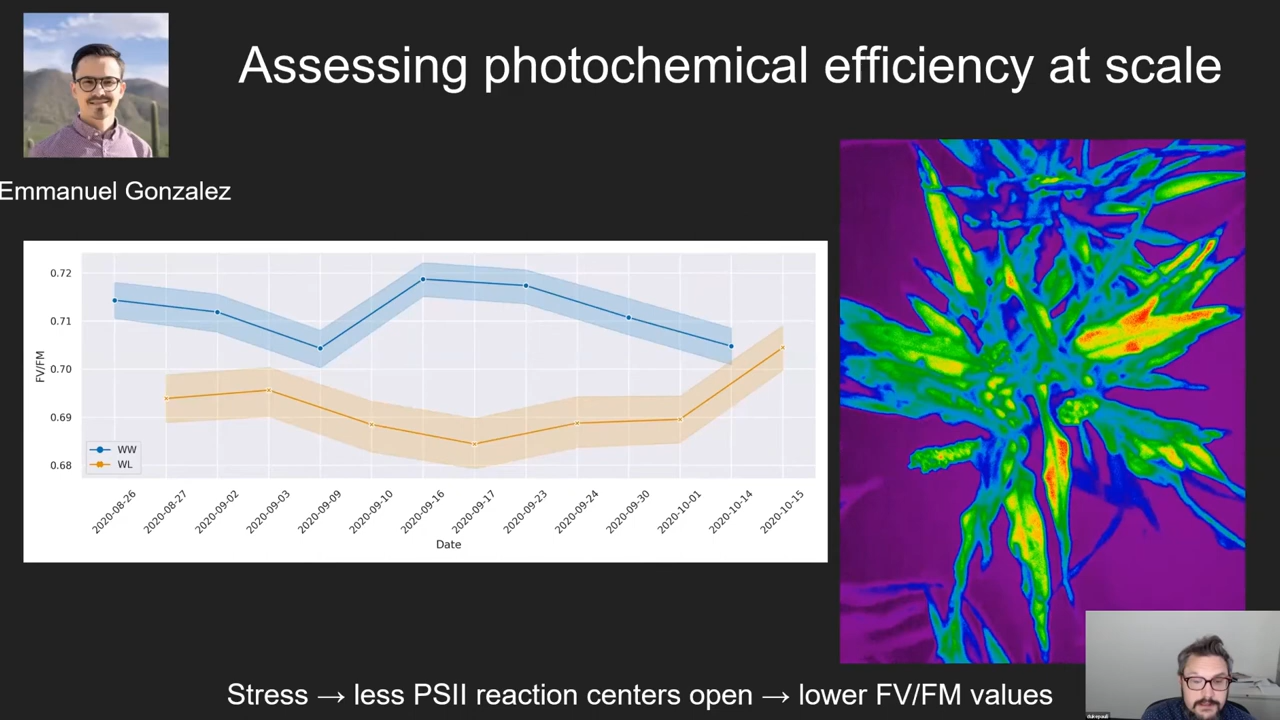 Assessing photochemical efficiency at scale
Emmanuel Gonzalez
0.72
0.71
0.70
0.69
0.68
FV/FM
WW
WL
2020-08-26
2020-08-27
2020-09-02
2020-09-03
2020-09-09
2020-09-10
2020-09-16
2020-09-17
2020-09-23
2020-09-24
2020-09-30
2020-10-01
2020-10-14
2020-10-15
Date
Stress → less PSII reaction centers open → lower FV/FM values